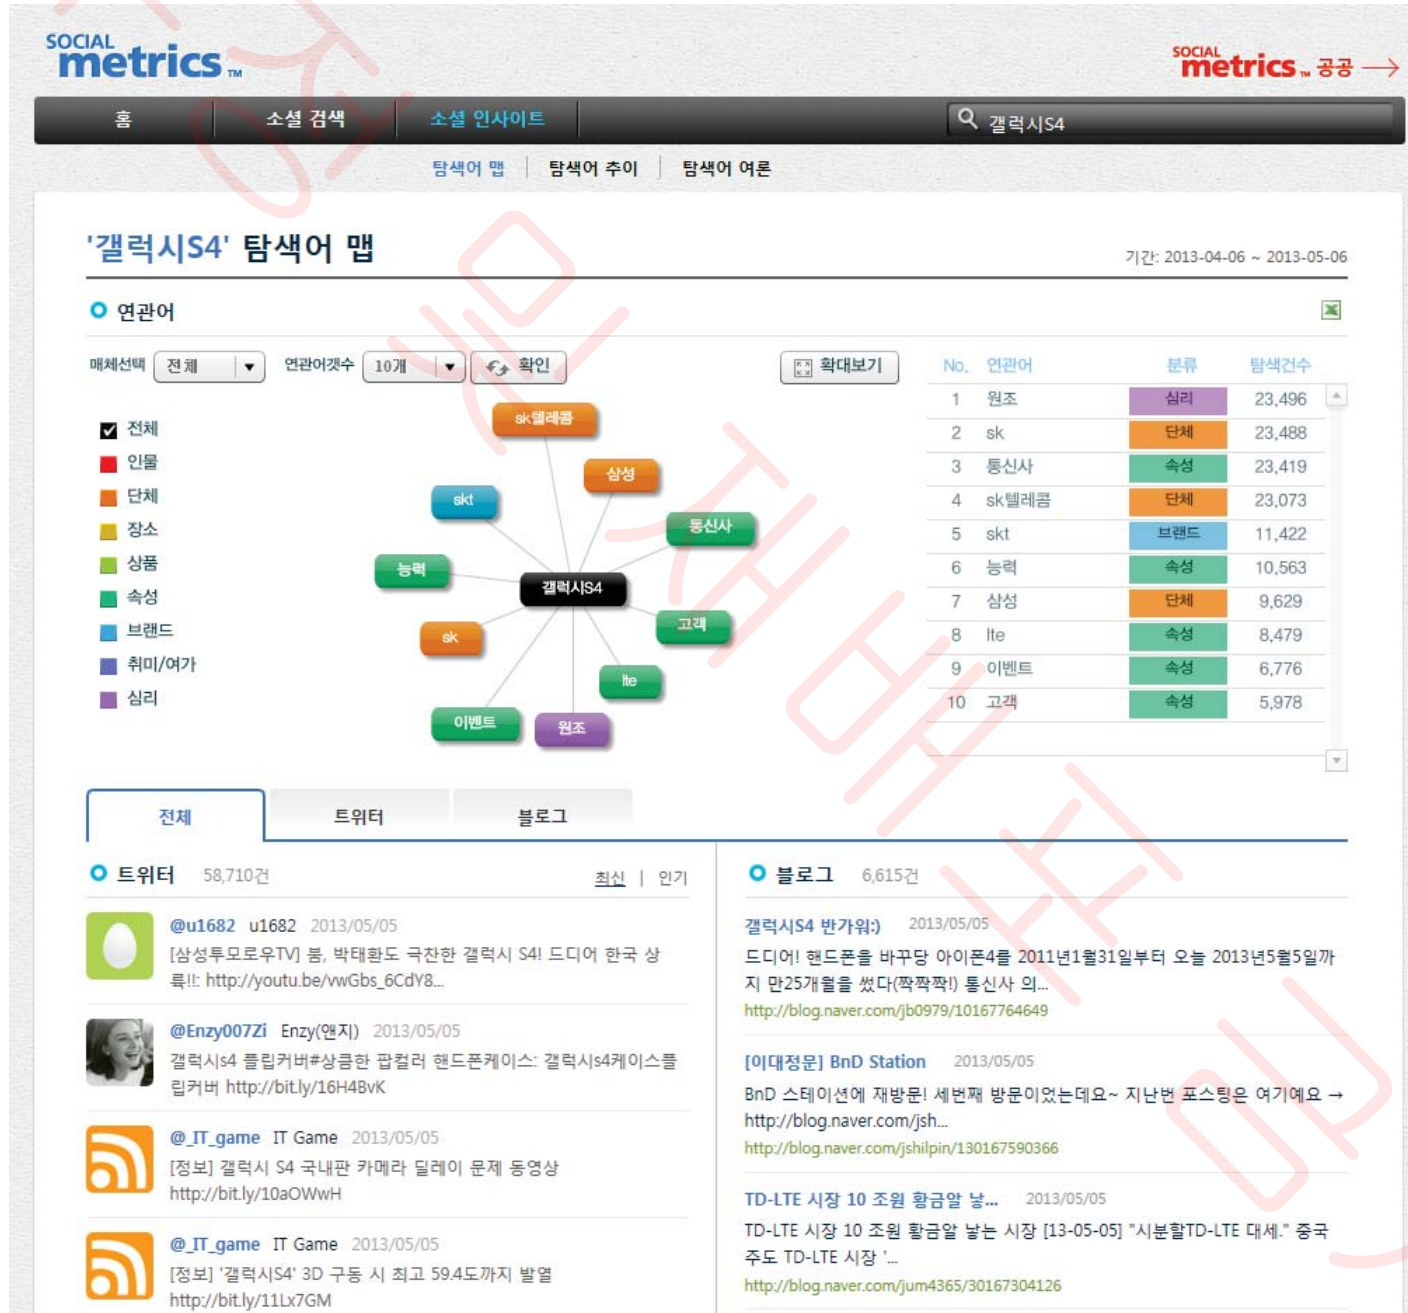 SOCIAL
metrics TM
SOCIAL
metrics TM 공공 →
홈
소셜 검색
소셜 인사이트
갤럭시S4
탐색어 맵
탐색어 추이
탐색어 여론
'갤럭시S4' 탐색어 맵
기간: 2013-04-06 ~ 2013-05-06
연관어
매체선택 전체 연관어갯수 10개 확인 확대보기
전체
인물
단체
장소
상품
속성
브랜드
취미/여가
심리
sk텔레콤
삼성
skt
통신사
능력
갤럭시S4
고객
sk
lte
이벤트
원조
No. 연관어 분류 탐색건수
1 원조 심리 23,496
2 sk 단체 23,488
3 통신사 속성 23,419
4 sk텔레콤 단체 23,073
5 skt 브랜드 11,422
6 능력 속성 10,563
7 삼성 단체 9,629
8 lte 속성 8,479
9 이벤트 속성 6,776
10 고객 속성 5,978
전체
트위터
블로그
트위터 58,710건
최신 | 인기
@u1682 u1682 2013/05/05
[삼성투모로우TV] 붐, 박태환도 극찬한 갤럭시 S4! 드디어 한국 상
륙!!: http://youtu.be/vwGbs_6CdY8...
@Enzy007Zi Enzy(앤지) 2013/05/05
갤럭시s4 플립커버#상큼한 팝컬러 핸드폰케이스: 갤럭시s4케이스플
립커버 http://bit.ly/16H4BvK
@_IT_game IT Game 2013/05/05
[정보] 갤럭시 S4 국내판 카메라 딜레이 문제 동영상
http://bit.ly/10aOWwH
@_IT_game IT Game 2013/05/05
[정보] '갤럭시S4' 3D 구동 시 최고 59.4도까지 발열
http://bit.ly/11Lx7GM
블로그 6,615건
갤럭시S4 반가워:) 2013/05/05
드디어! 핸드폰을 바꾸당 아이폰4를 2011년1월31일부터 오늘 2013년5월5일까
지 만25개월을 썼다(짝짝짝!) 통신사 의...
http://blog.naver.com/jb0979/10167764649
[이대정문] BnD Station 2013/05/05
BnD 스테이션에 재방문! 세번째 방문이었는데요~ 지난번 포스팅은 여기예요 →
http://blog.naver.com/jsh...
http://blog.naver.com/jshilpin/130167590366
TD-LTE 시장 10 조원 황금알 낳... 2013/05/05
TD-LTE 시장 10 조원 황금알 낳는 시장 [13-05-05] "시분할TD-LTE 대세." 중국
주도 TD-LTE 시장 '...
http://blog.naver.com/jum4365/30167304126